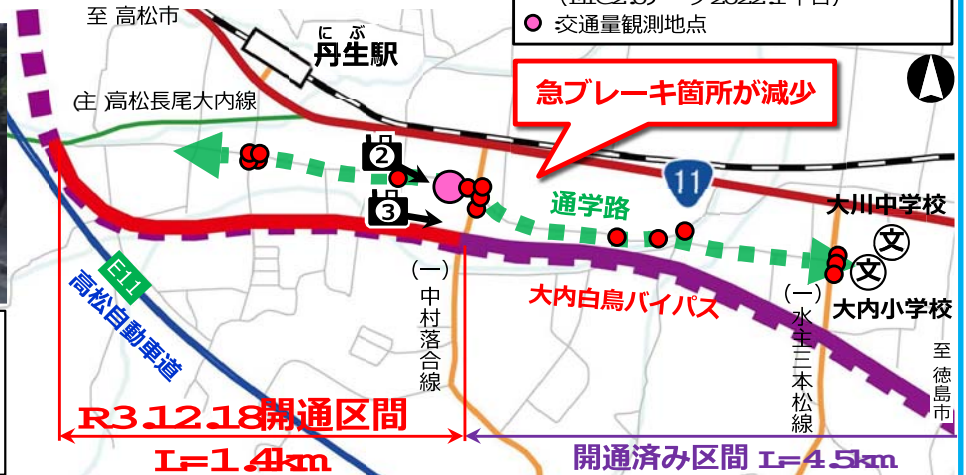 至 高松市
・交通量観測地点
にぶ
丹生駅
急ブレーキ箇所が減少
(主)高松長尾大内線
2
11
3
通学路
大川中学校
文
文
大内小学校
E11
高松自動車道
(一)中村落合線
大内白鳥バイパス
(一)水主三本松線
至 徳島市
R3.12.18開通区間
L=1.4km
開通済み区間 L=4.5km